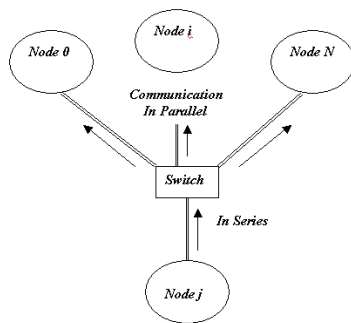 Node i
Node 0
Node N
Communication
In Parallel
Switch
In Series
Node j